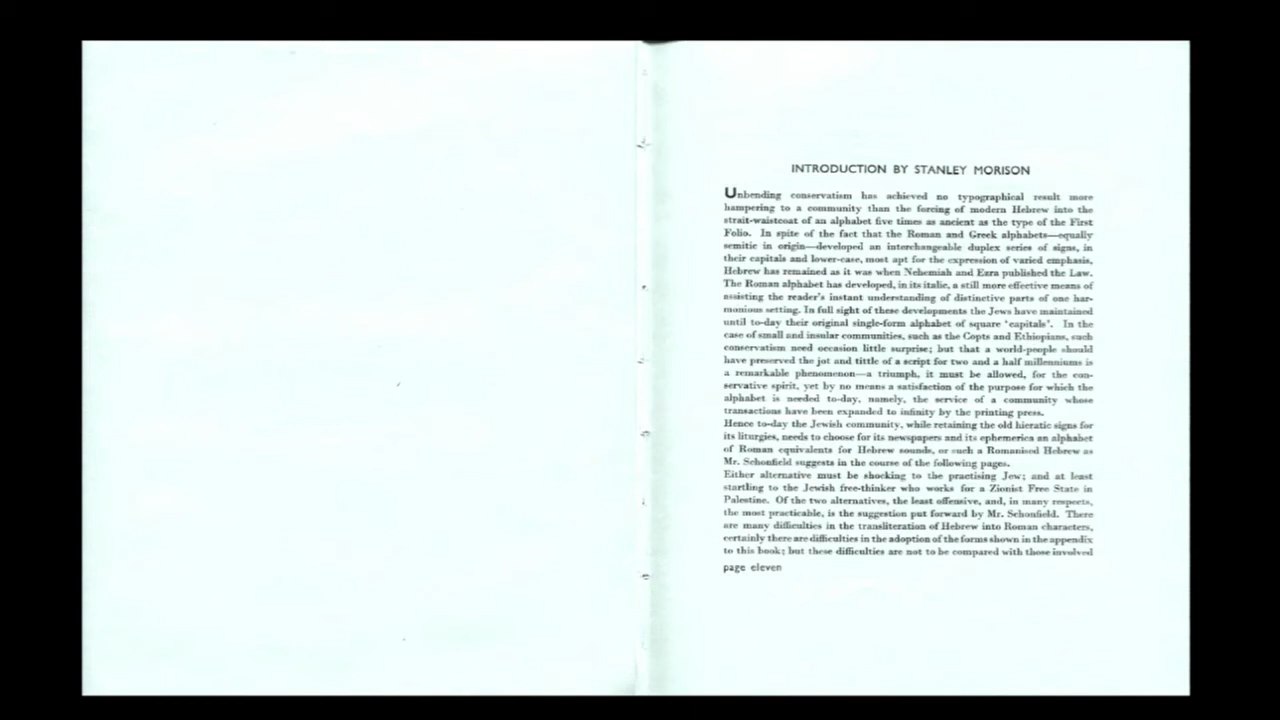 INTRODUCTION BY STANLEY MORISON
Unbending conservatism has achieved no typographical result more
hampering to a community than the forcing of modern Hebrew into the
strait-waistcoat of an alphabet five times as ancient as the type of the First
Folio. In spite of the fact that the Roman and Greek alphabets—equally
semitic in origin—developed an interchangeable duplex series of signs, in
their capitals and lower-case, most apt for the expression of varied emphasis,
Hebrew has remained as it was when Nehemiah and Ezra published the Law.
The Roman alphabet has developed, in its italic, a still more effective means of
assisting the reader's instant understanding of distinctive parts of one har-
monious setting. In full sight of these developments the Jews have maintained
until to-day their original single-form alphabet of square 'capitals'. In the
case of small and insular communities, such as the Copts and Ethiopians, such
conservatism need occasion little surprise; but that a world-people should
have preserved the jot and tittle of a script for two and a half millenniums is
a remarkable phenomenon—a triumph, it must be allowed, for the con-
servative spirit, yet by no means a satisfaction of the purpose for which the
alphabet is needed to-day, namely, the service of a community whose
transactions have been expanded to infinity by the printing press.
Hence to-day the Jewish community, while retaining the old hieratic signs for
its liturgies, needs to choose for its newspapers and its ephemerica an alphabet
of Roman equivalents for Hebrew sounds, or such a Romanised Hebrew as
Mr. Schonfield suggests in the course of the following pages.
Either alternative must be shocking to the practising Jew; and at least
startling to the Jewish free-thinker who works for a Zionist Free State in
Palestine. Of the two alternatives, the least offensive, and, in many respects,
the most practicable, is the suggestion put forward by Mr. Schonfield. There
are many difficulties in the transliteration of Hebrew into Roman characters,
certainly there are difficulties in the adoption of the forms shown in the appendix
to this book; but these difficulties are not to be compared with those involved
page eleven